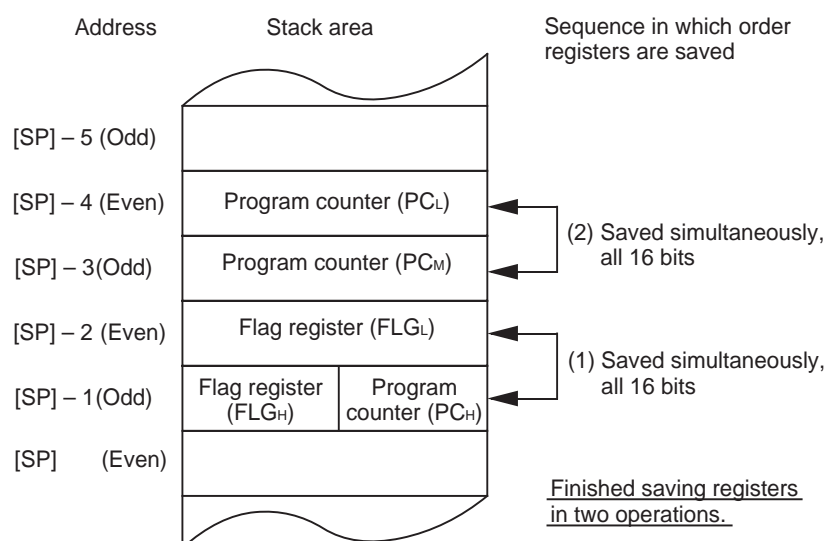 Address Stack area Sequence in which order
registers are saved
[SP] – 5 (Odd)
[SP] – 4 (Even) Program counter (PCL)
(2) Saved simultaneously,
all 16 bits
[SP] – 3(Odd) Program counter (PCM)
[SP] – 2 (Even) Flag register (FLGL)
(1) Saved simultaneously,
all 16 bits
[SP] – 1(Odd) Flag register
(FLGH)
Program
counter (PCH)
[SP] (Even)
Finished saving registers
in two operations.